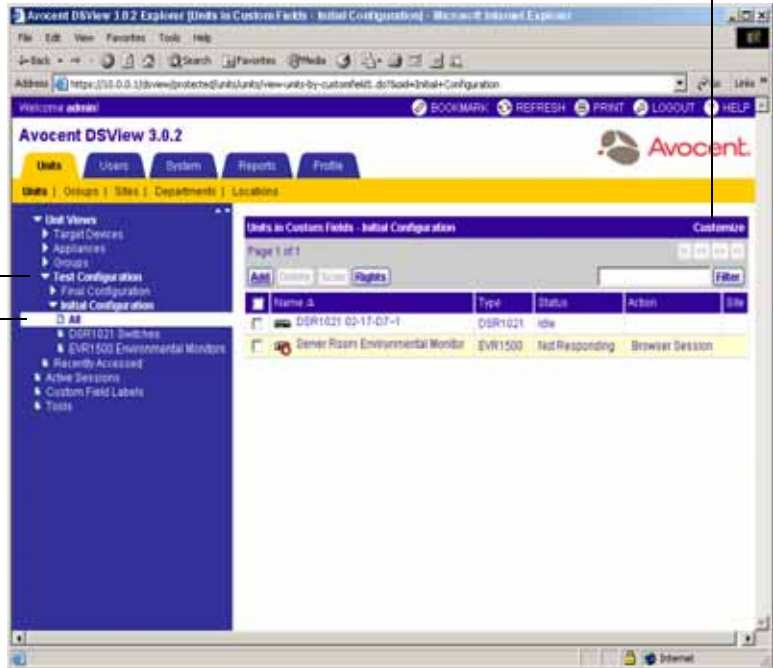 Avocent DSView 3.0.2 Explorer [Units in Custom Fields - Initial Configuration] - Microsoft Internet Explorer
File Edit View Favorites Tools Help
Back Search Favorites Media
Address https://10.0.0.1/dsview/protected/units/units/view-units-by-customfield1.do?ksid=Initial+Configuration Go Links
Welcome admin! BOOKMARK REFRESH PRINT LOGOUT HELP
Avocent DSView 3.0.2
Avocent.
Units Users System Reports Profile
Units | Groups | Sites | Departments | Locations
Unit Views
Target Devices
Appliances
Groups
Test Configuration
Final Configuration
Initial Configuration
All
DSR1021 Switches
EVR1500 Environmental Monitors
Recently Accessed
Active Sessions
Custom Field Labels
Tools
Units in Custom Fields - Initial Configuration Customize
Page 1 of 1
Add Delete Scan Rights Filter
Name Type Status Action Site
DSR1021 02-17-D7-1 DSR1021 Idle
Server Room Environmental Monitor EVR1500 Not Responding Browser Session
Internet